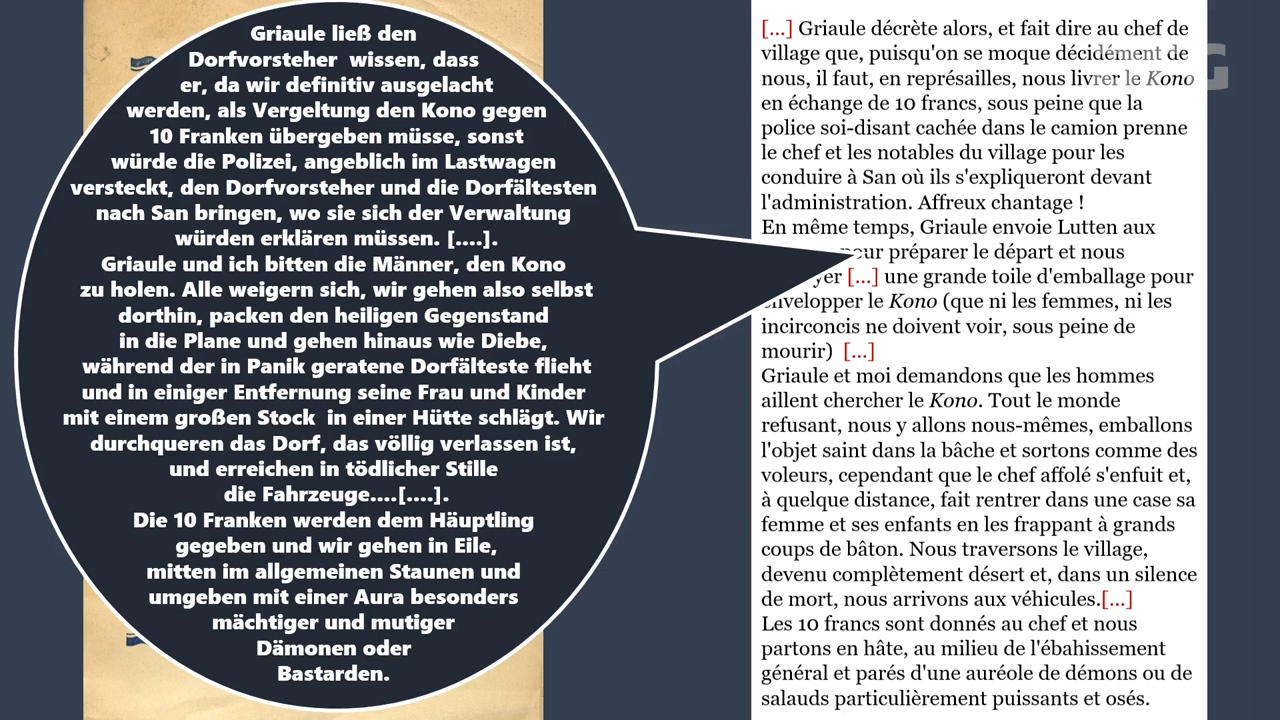 Griaule ließ den
Dorfvorsteher wissen, dass
er, da wir definitiv ausgelacht
werden, als Vergeltung den Kono gegen
10 Franken übergeben müsse, sonst
würde die Polizei, angeblich im Lastwagen
versteckt, den Dorfvorsteher und die Dorfältesten
nach San bringen, wo sie sich der Verwaltung
würden erklären müssen. [....].
Griaule und ich bitten die Männer, den Kono
zu holen. Alle weigern sich, wir gehen also selbst
dorthin, packen den heiligen Gegenstand
in die Plane und gehen hinaus wie Diebe,
während der in Panik geratene Dorfälteste flieht
und in einiger Entfernung seine Frau und Kinder
mit einem großen Stock in einer Hütte schlägt. Wir
durchqueren das Dorf, das völlig verlassen ist,
und erreichen in tödlicher Stille
die Fahrzeuge....[....].
Die 10 Franken werden dem Häuptling
gegeben und wir gehen in Eile,
mitten im allgemeinen Staunen und
umgeben mit einer Aura besonders
mächtiger und mutiger
Dämonen oder
Bastarden.
[...] Griaule décrète alors, et fait dire au chef de
village que, puisqu'on se moque décidément de
nous, il faut, en représailles, nous livrer le Kono
en échange de 10 francs, sous peine que la
police soi-disant cachée dans le camion prenne
le chef et les notables du village pour les
conduire à San où ils s'expliqueront devant
l'administration. Affreux chantage !
En même temps, Griaule envoie Lutten aux
pour préparer le départ et nous
[...] une grande toile d'emballage pour
envelopper le Kono (que ni les femmes, ni les
incirconcis ne doivent voir, sous peine de
mourir) [...]
Griaule et moi demandons que les hommes
aillent chercher le Kono. Tout le monde
refusant, nous y allons nous-mêmes, emballons
l'objet saint dans la bâche et sortons comme des
voleurs, cependant que le chef affolé s'enfuit et,
à quelque distance, fait rentrer dans une case sa
femme et ses enfants en les frappant à grands
coups de bâton. Nous traversons le village,
devenu complètement désert et, dans un silence
de mort, nous arrivons aux véhicules.[...]
Les 10 francs sont donnés au chef et nous
partons en hâte, au milieu de l'ébahissement
général et parés d'une auréole de démons ou de
salauds particulièrement puissants et osés.